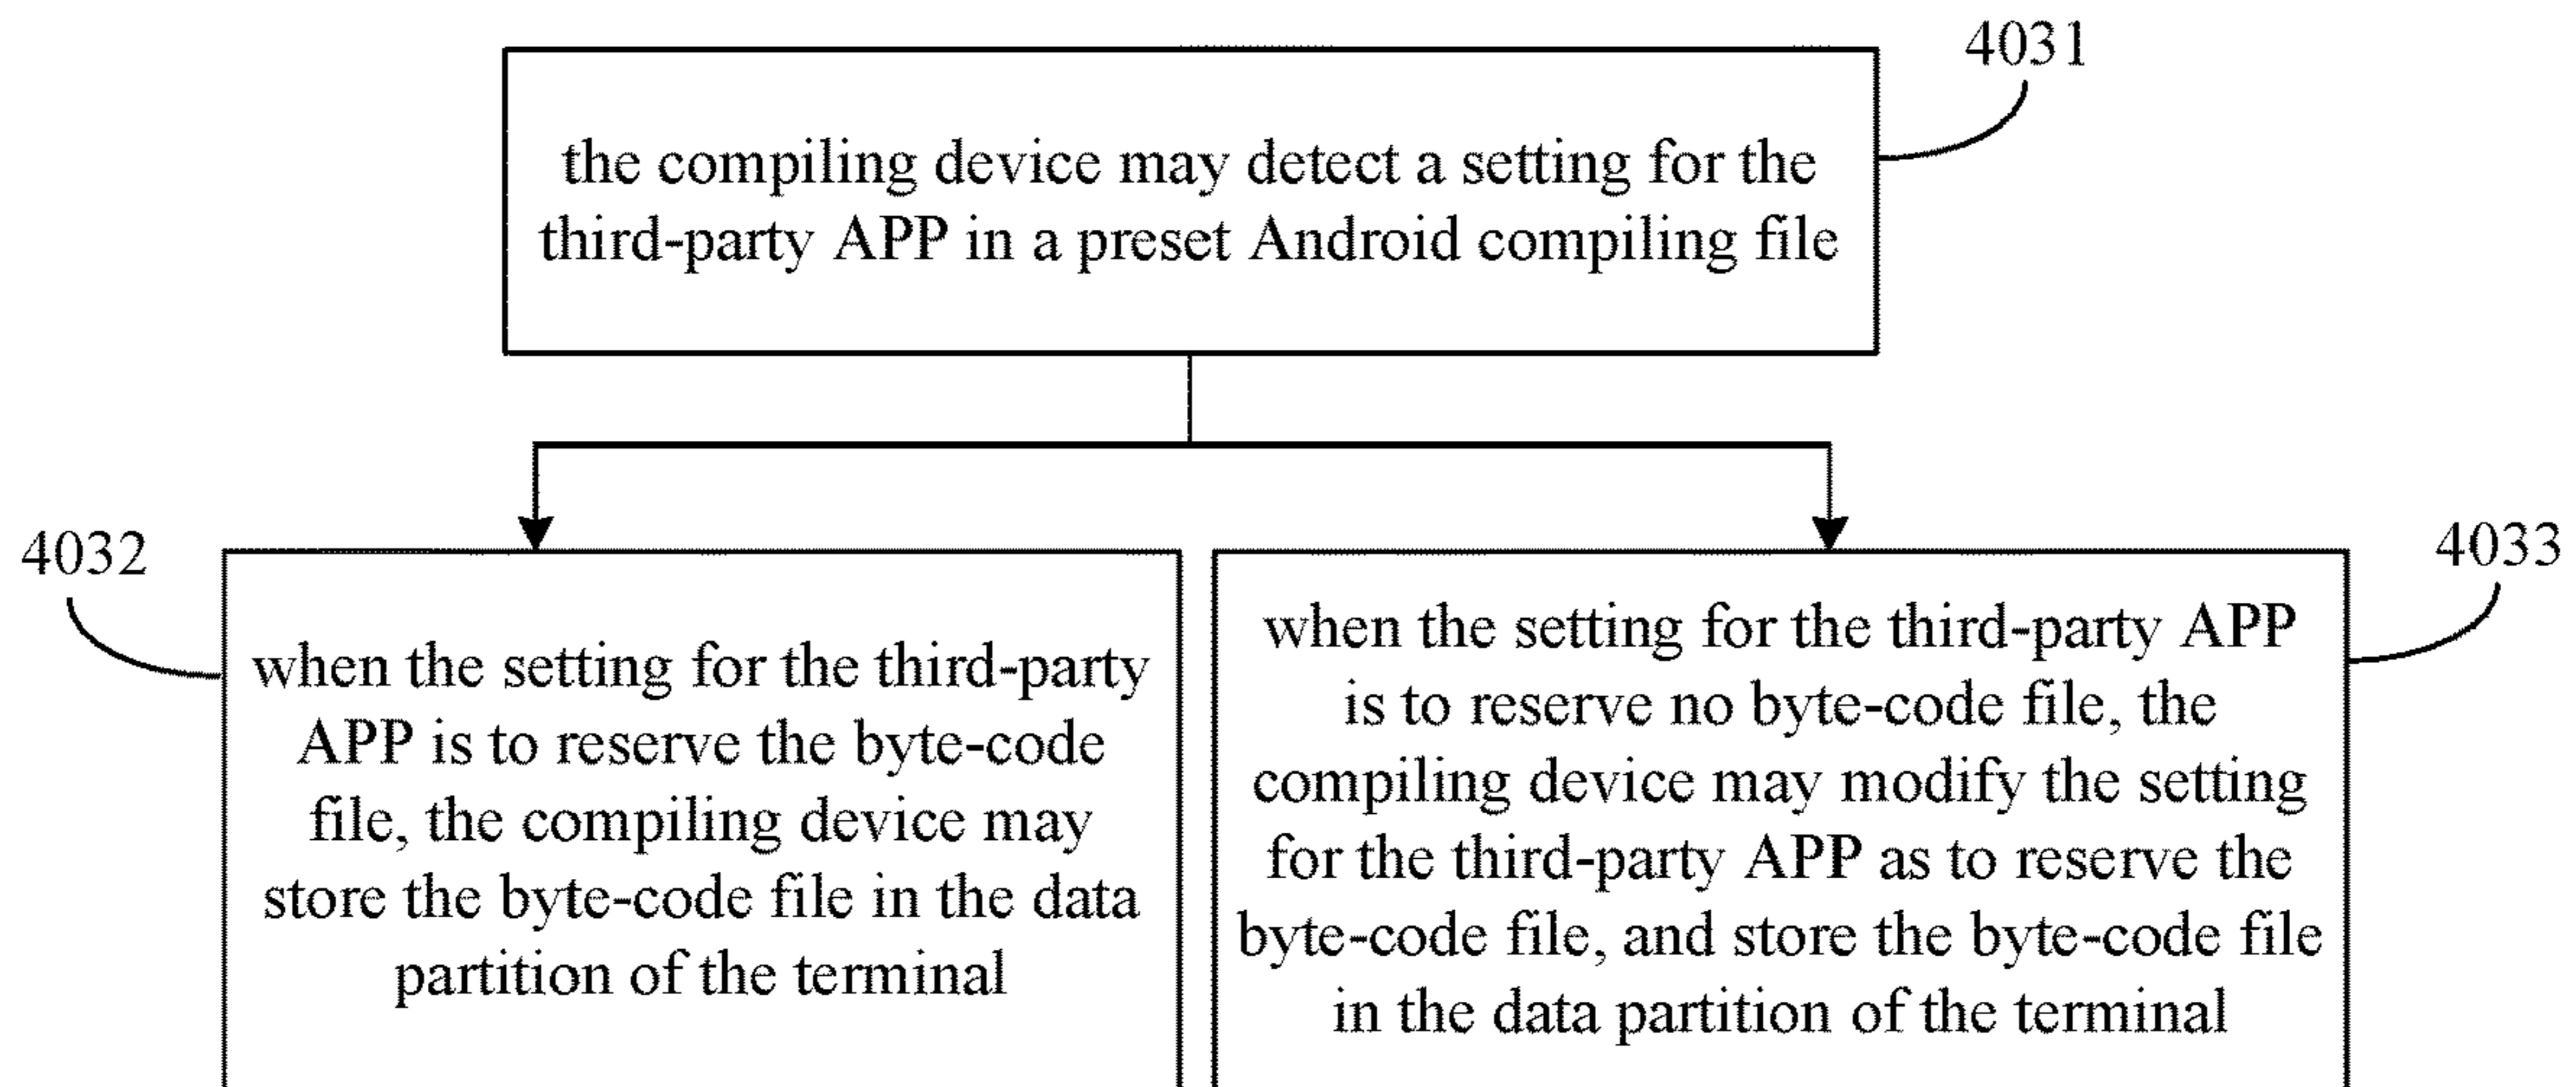 4031
the compiling device may detect a setting for the
third-party APP in a preset Android compiling file
4032
when the setting for the third-party
APP is to reserve the byte-code
file, the compiling device may
store the byte-code file in the data
partition of the terminal
4033
when the setting for the third-party APP
is to reserve no byte-code file, the
compiling device may modify the setting
for the third-party APP as to reserve the
byte-code file, and store the byte-code file
in the data partition of the terminal